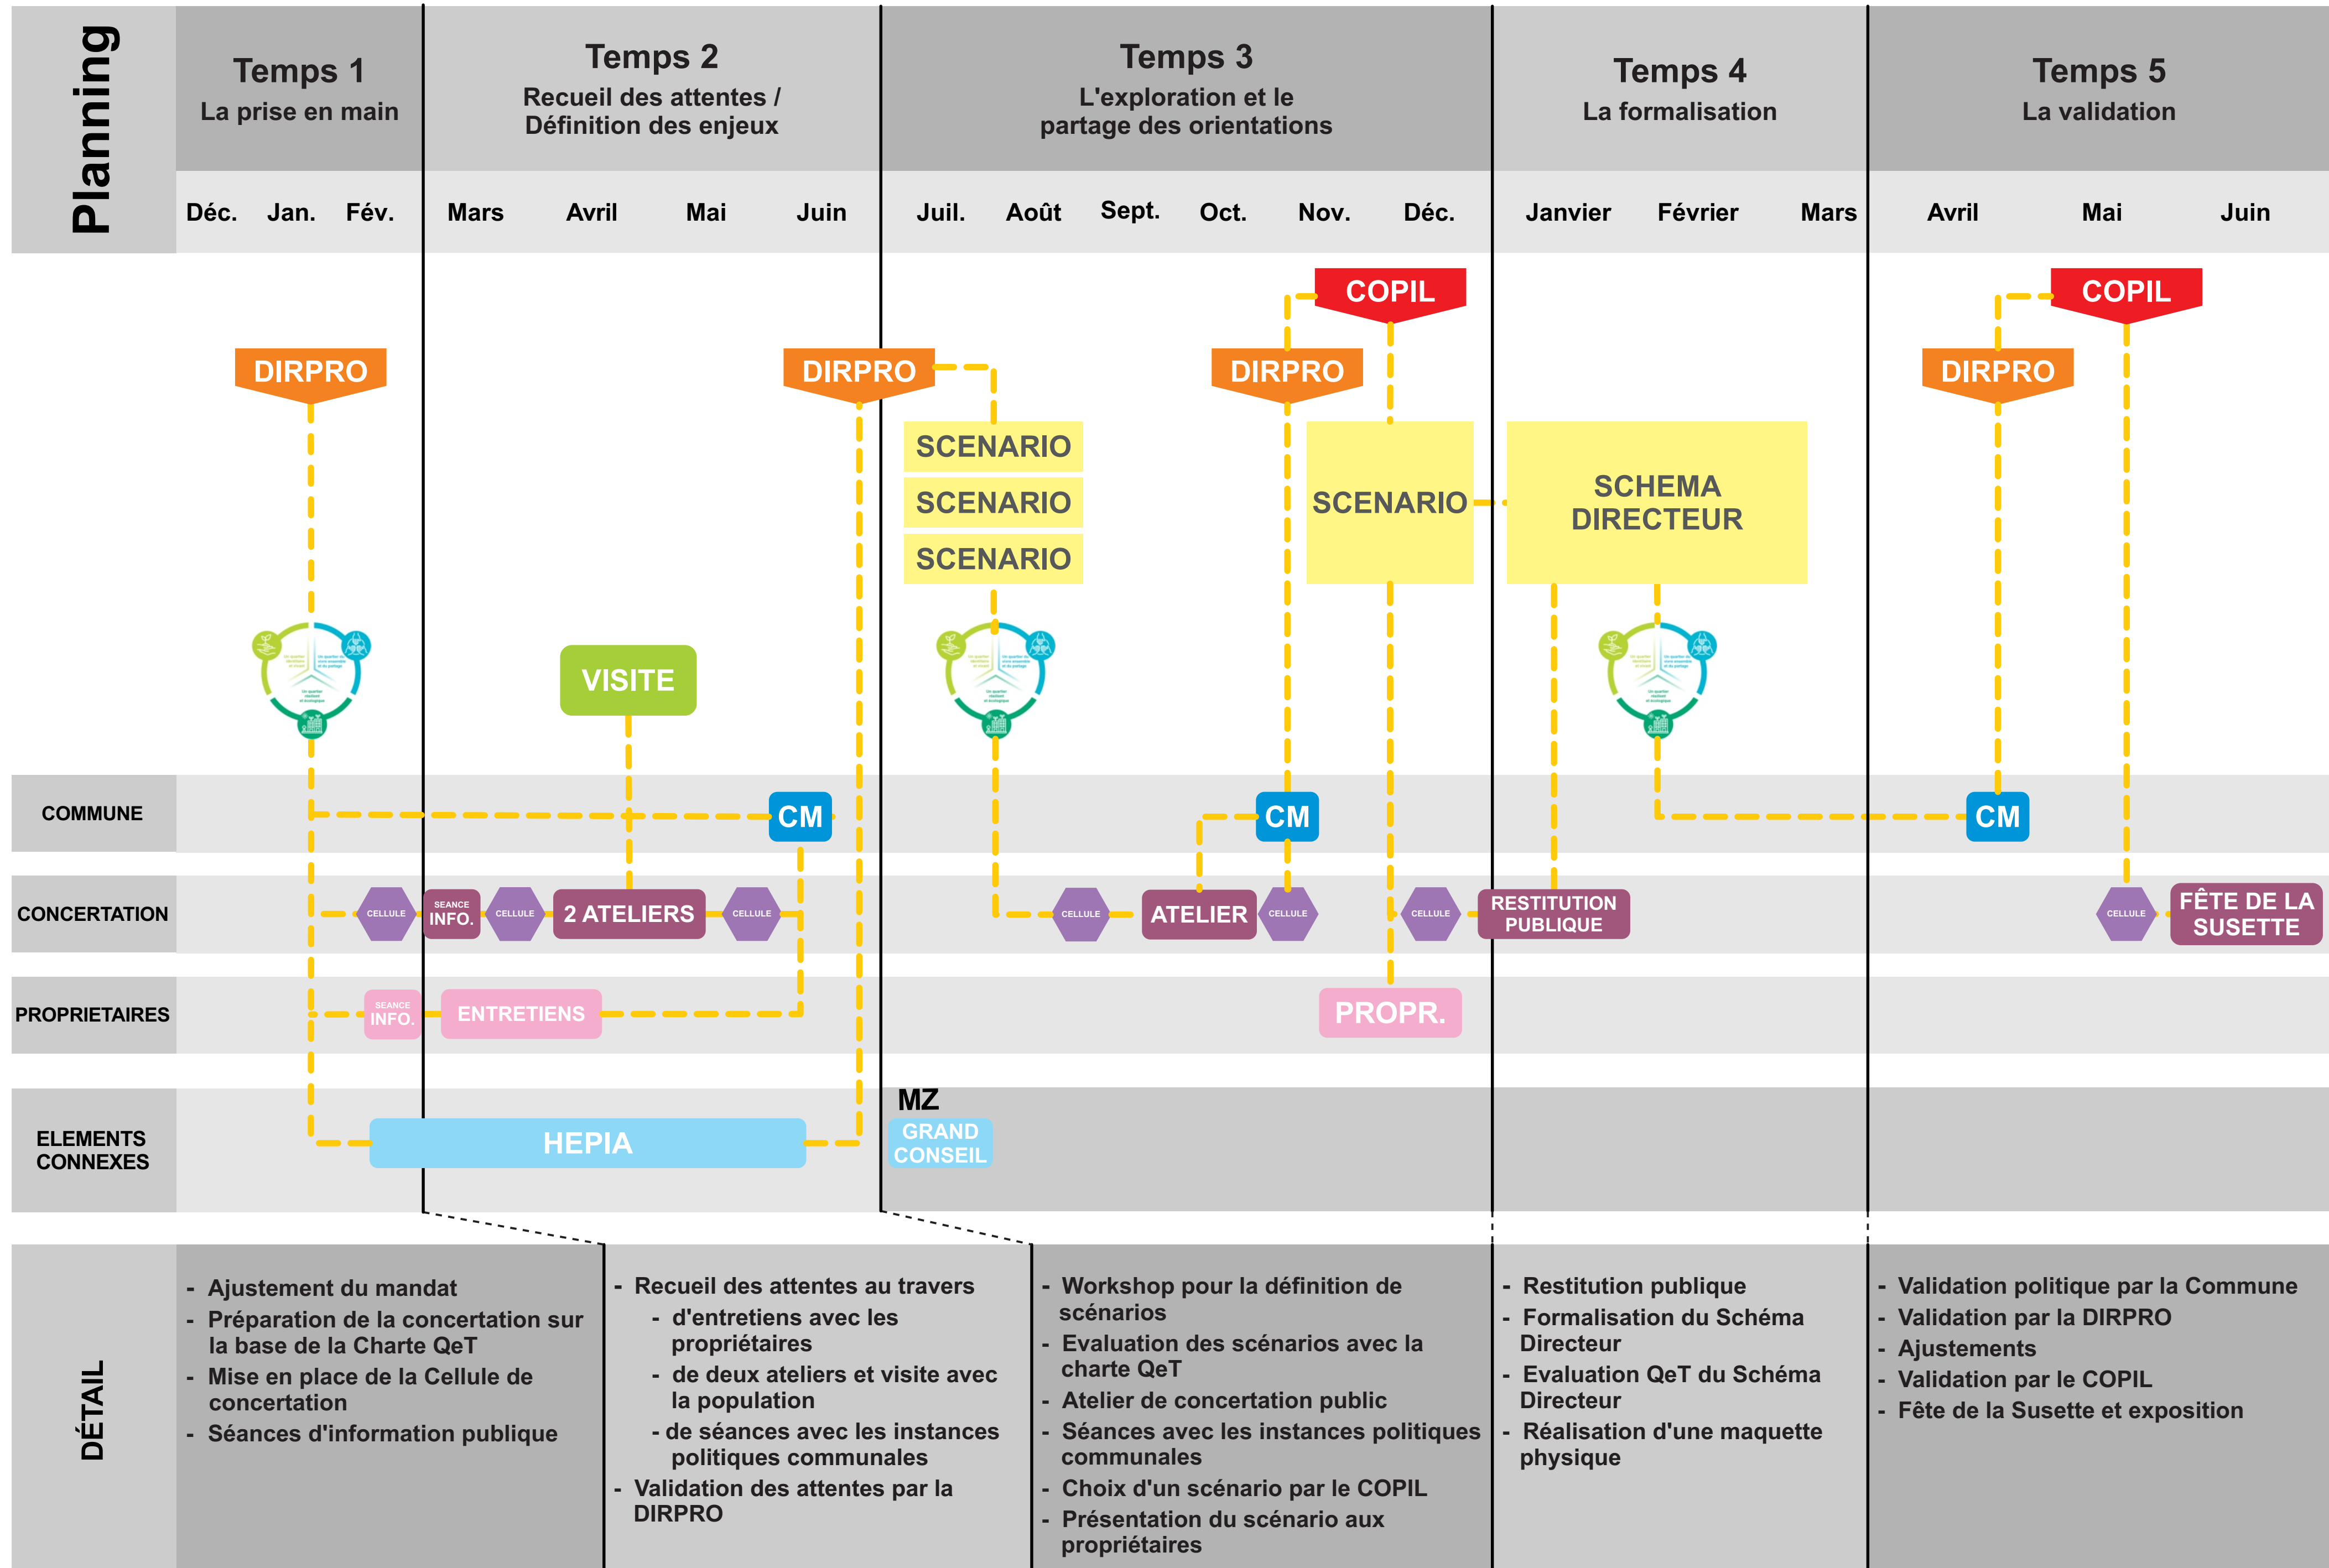 Planning
Temps 1
La prise en main
Temps 2
Recueil des attentes /
Définition des enjeux
Temps 3
L'exploration et le
partage des orientations
Temps 4
La formalisation
Temps 5
La validation
Déc. Jan. Fév. Mars Avril Mai Juin Juil. Août Sept. Oct. Nov. Déc. Janvier Février Mars Avril Mai Juin
COPIL
COPIL
DIRPRO
DIRPRO
DIRPRO
DIRPRO
SCENARIO
SCENARIO
SCENARIO
SCENARIO
SCHEMA
DIRECTEUR
VISITE
COMMUNE
CM
CM
CM
CONCERTATION
CELLULE
SEANCE
INFO.
CELLULE
2 ATELIERS
CELLULE
CELLULE
ATELIER
CELLULE
CELLULE
RESTITUTION
PUBLIQUE
CELLULE
FÊTE DE LA
SUSETTE
PROPRIETAIRES
SEANCE
INFO.
ENTRETIENS
PROPR.
ELEMENTS
CONNEXES
HEPIA
MZ
GRAND
CONSEIL
DÉTAIL
- Ajustement du mandat
- Préparation de la concertation sur
la base de la Charte QeT
- Mise en place de la Cellule de
concertation
- Séances d'information publique
- Recueil des attentes au travers
- d'entretiens avec les
propriétaires
- de deux ateliers et visite avec
la population
- de séances avec les instances
politiques communales
- Validation des attentes par la
DIRPRO
- Workshop pour la définition de
scénarios
- Evaluation des scénarios avec la
charte QeT
- Atelier de concertation public
- Séances avec les instances politiques
communales
- Choix d'un scénario par le COPIL
- Présentation du scénario aux
propriétaires
- Restitution publique
- Formalisation du Schéma
Directeur
- Evaluation QeT du Schéma
Directeur
- Réalisation d'une maquette
physique
- Validation politique par la Commune
- Validation par la DIRPRO
- Ajustements
- Validation par le COPIL
- Fête de la Susette et exposition